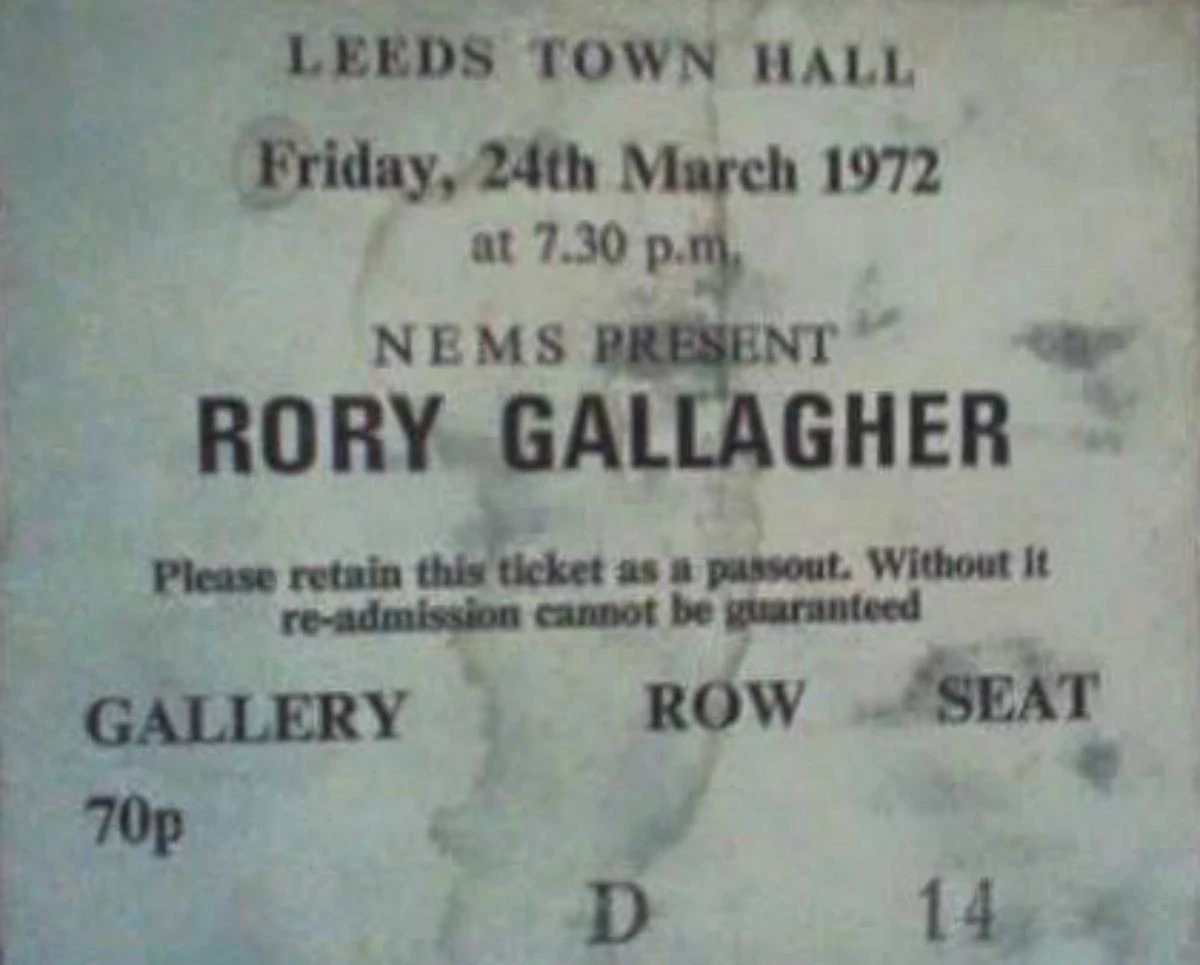 LEEDS TOWN HALL
Friday, 24th March 1972
at 7.30 p.m.
NEMS PRESENT
RORY GALLAGHER
Please retain this ticket as a passout. Without it
re-admission cannot be guaranteed
GALLERY ROW SEAT
70p
D 14